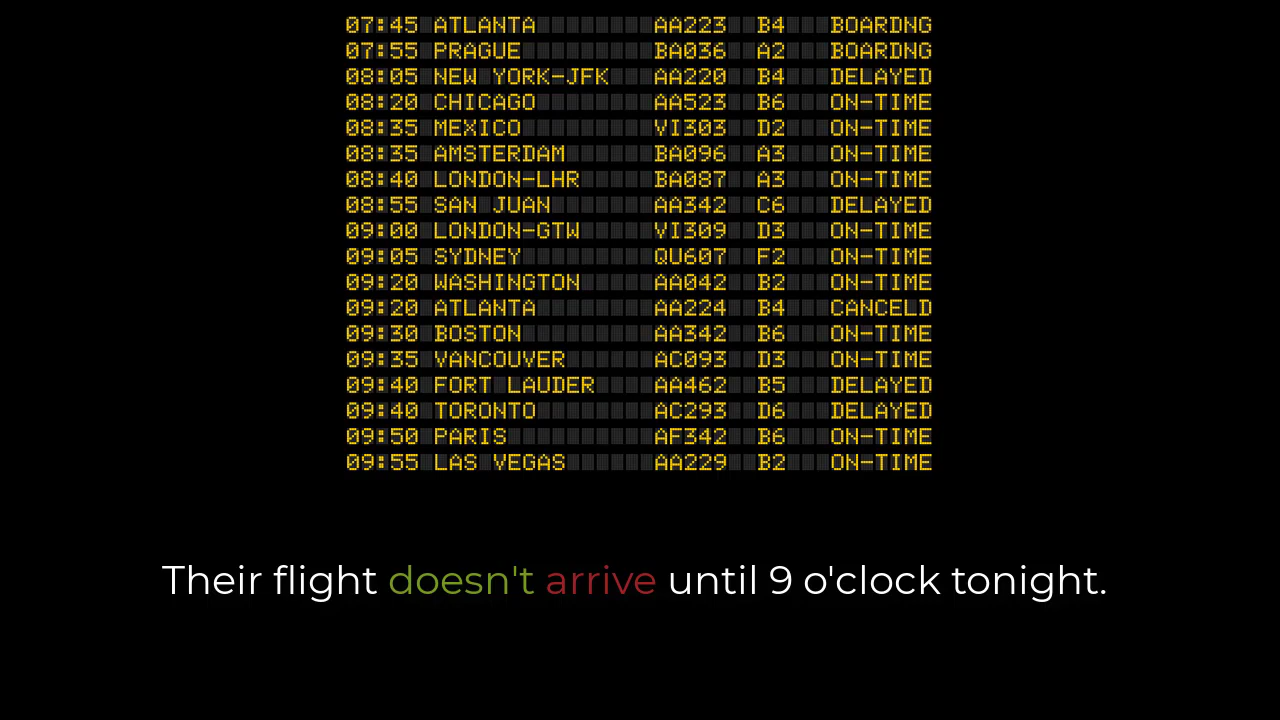 07:45 ATLANTA AA223 B4 BOARDNG
07:55 PRAGUE BA036 A2 BOARDNG
08:05 NEW YORK-JFK AA220 B4 DELAYED
08:20 CHICAGO AA523 B6 ON-TIME
08:35 MEXICO VI303 D2 ON-TIME
08:35 AMSTERDAM BA096 A3 ON-TIME
08:40 LONDON-LHR BA087 A3 ON-TIME
08:55 SAN JUAN AA342 C6 DELAYED
09:00 LONDON-GTW VI309 D3 ON-TIME
09:05 SYDNEY QU607 F2 ON-TIME
09:20 WASHINGTON AA042 B2 ON-TIME
09:20 ATLANTA AA224 B4 CANCELD
09:30 BOSTON AA342 B6 ON-TIME
09:35 VANCOUVER AC093 D3 ON-TIME
09:40 FORT LAUDER AA462 B5 DELAYED
09:40 TORONTO AC293 D6 DELAYED
09:50 PARIS AF342 B6 ON-TIME
09:55 LAS VEGAS AA229 B2 ON-TIME
Their flight doesn't arrive until 9 o'clock tonight.